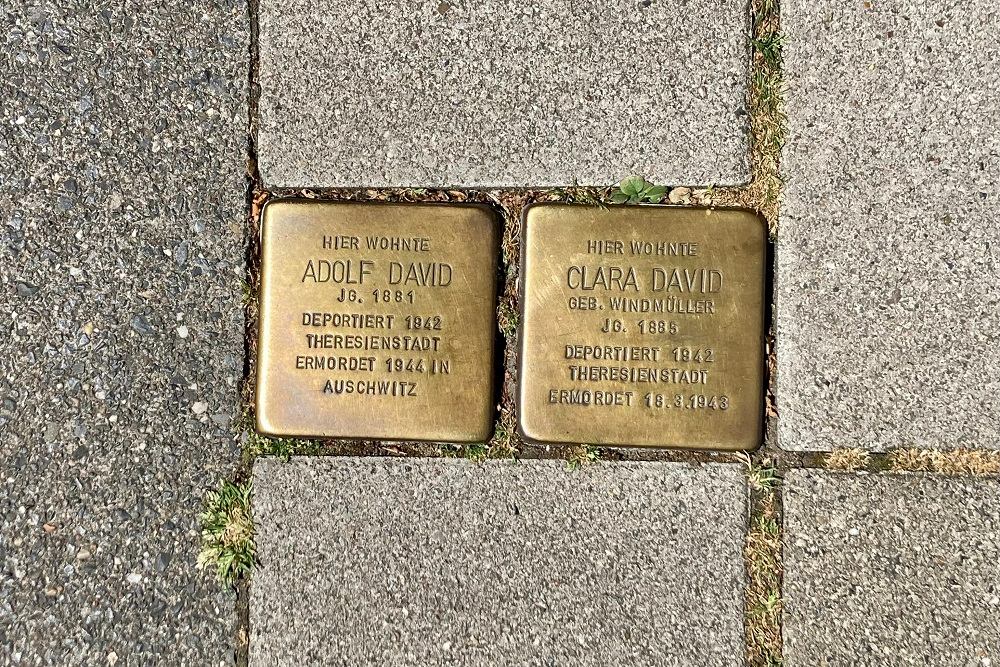 HIER WOHNTE
ADOLF DAVID
JG. 1881
DEPORTIERT 1942
THERESIENSTADT
ERMORDET 1944 IN
AUSCHWITZ
HIER WOHNTE
CLARA DAVID
GEB. WINDMÜLLER
JG. 1885
DEPORTIERT 1942
THERESIENSTADT
ERMORDET 16.3.1943